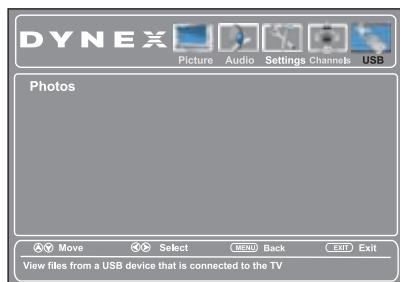 DYNEX
Picture Audio Settings Channels USB
Photos
Move Select MENU Back EXIT Exit
View files from a USB device that is connected to the TV